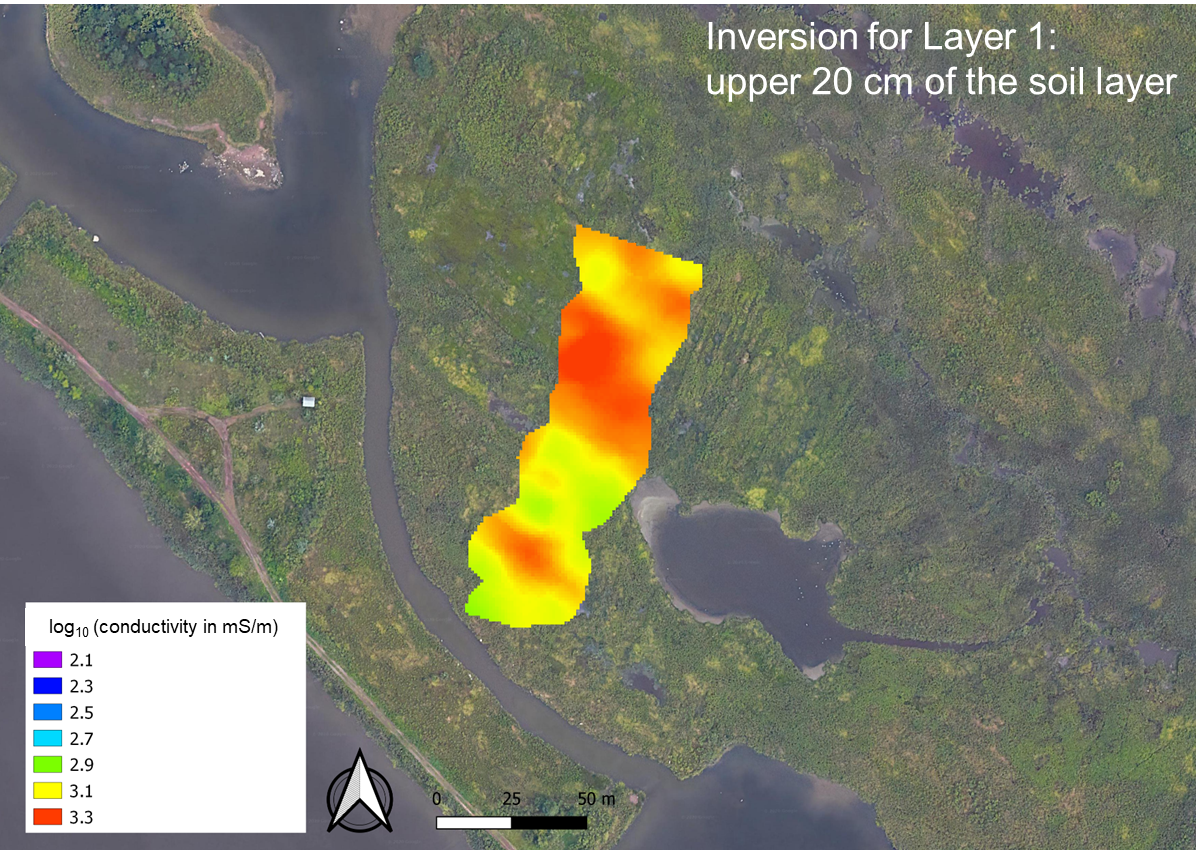 Inversion for Layer 1:
upper 20 cm of the soil layer
log₁₀ (conductivity in mS/m)
2.1
2.3
2.5
2.7
2.9
3.1
3.3
0 25 50 m